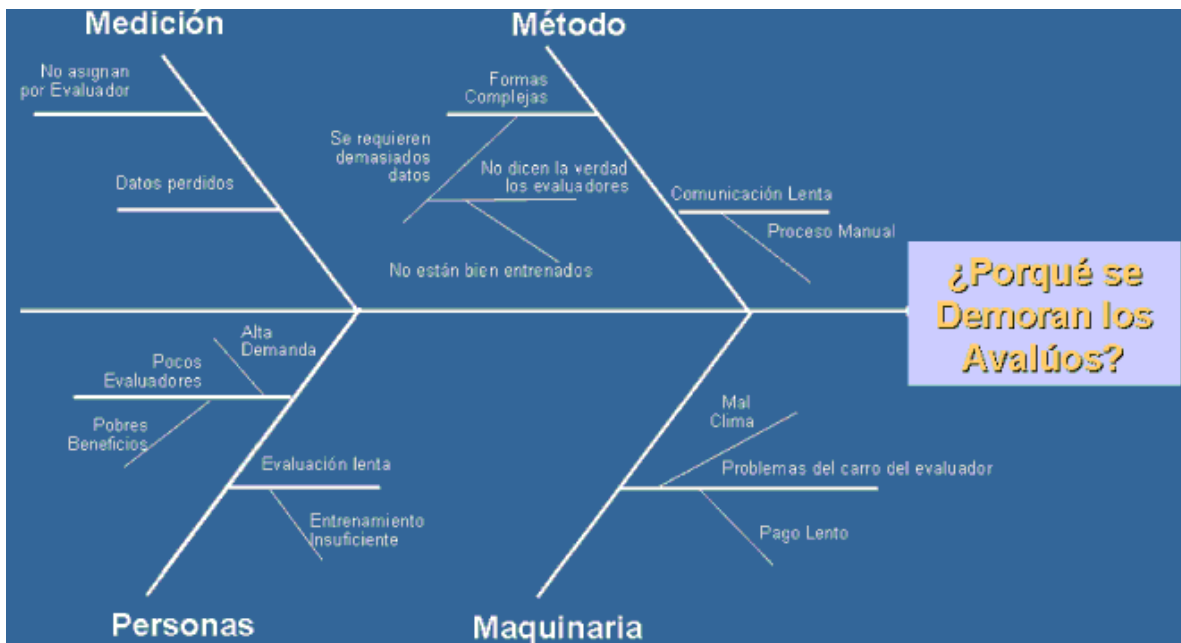 Medición
Método
No asignan
por Evaluador
Datos perdidos
Formas
Complejas
Se requieren
demasiados
datos
No dicen la verdad
los evaluadores
No están bien entrenados
Comunicación Lenta
Proceso Manual
¿Porqué se
Demoran los
Avalúos?
Alta
Demanda
Pocos
Evaluadores
Pobres
Beneficios
Evaluación lenta
Entrenamiento
Insuficiente
Mal
Clima
Problemas del carro del evaluador
Pago Lento
Personas
Maquinaria